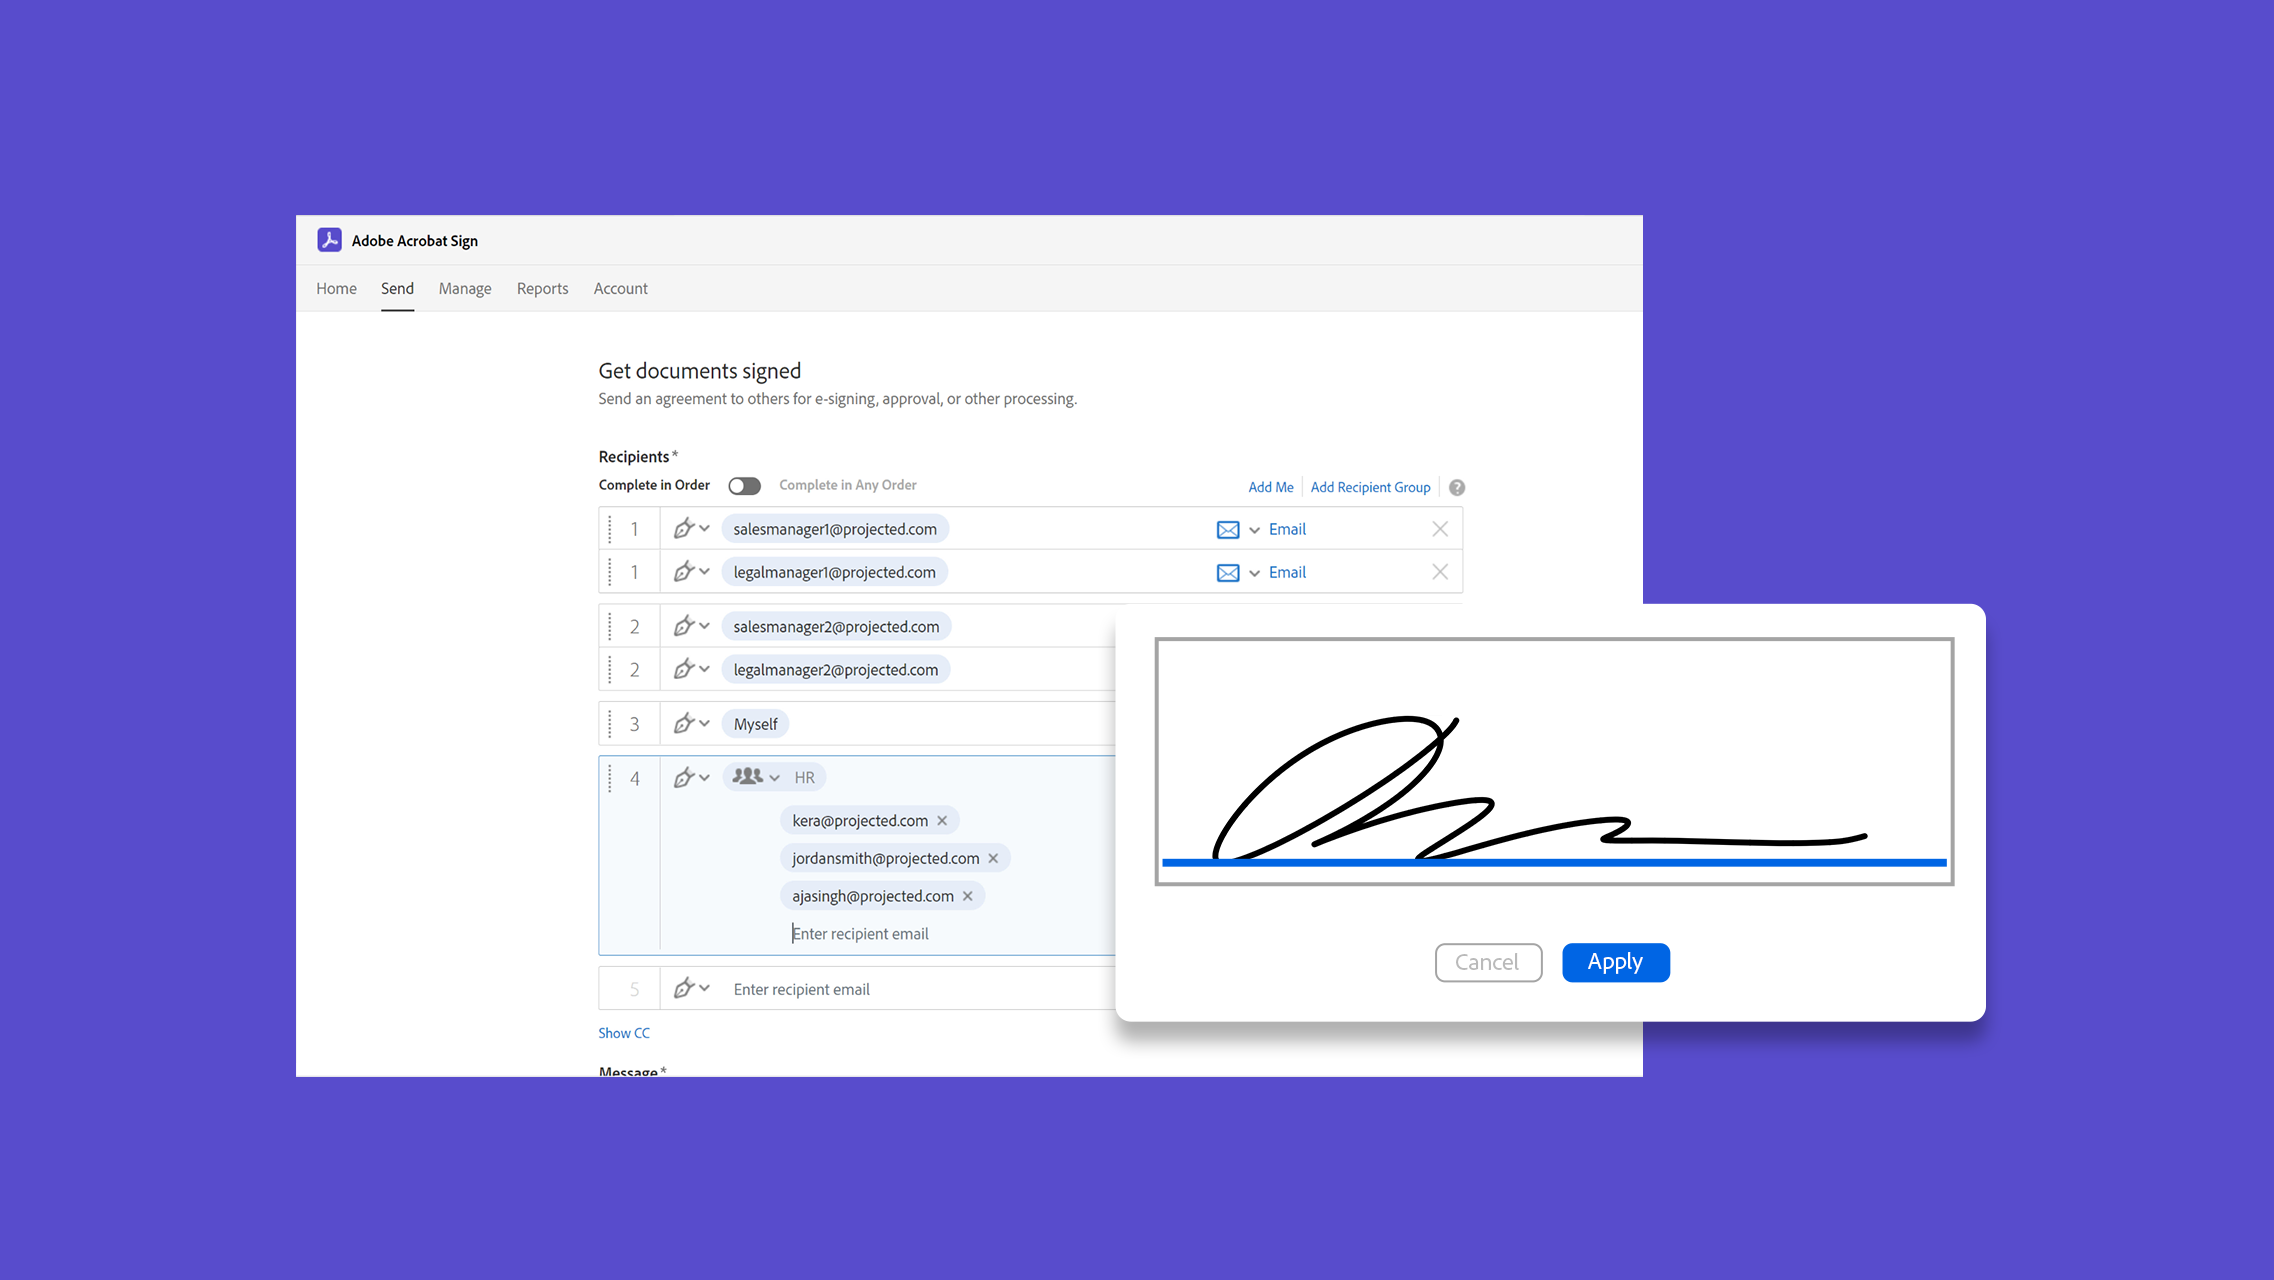 Adobe Acrobat Sign
Home Send Manage Reports Account
Get documents signed
Send an agreement to others for e-signing, approval, or other processing.
Recipients*
Complete in Order Complete in Any Order Add Me Add Recipient Group ?
1 salesmanager1@projected.com Email
1 legalmanager1@projected.com Email
2 salesmanager2@projected.com
2 legalmanager2@projected.com
3 Myself
4 HR
kera@projected.com
jordansmith@projected.com
ajasingh@projected.com
Enter recipient email
5 Enter recipient email
Show CC
Message*
Cancel Apply